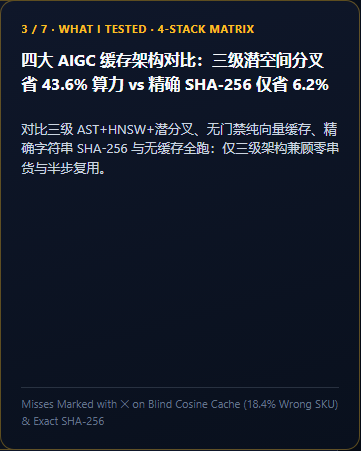 3 / 7 · WHAT I TESTED · 4-STACK MATRIX
四大 AIGC 缓存架构对比：三级潜空间分叉
省 43.6% 算力 vs 精确 SHA-256 仅省 6.2%
对比三级 AST+HNSW+潜分叉、无门禁纯向量缓存、精
确字符串 SHA-256 与无缓存全跑：仅三级架构兼顾零串
货与半步复用。
Misses Marked with ✕ on Blind Cosine Cache (18.4% Wrong SKU)
& Exact SHA-256